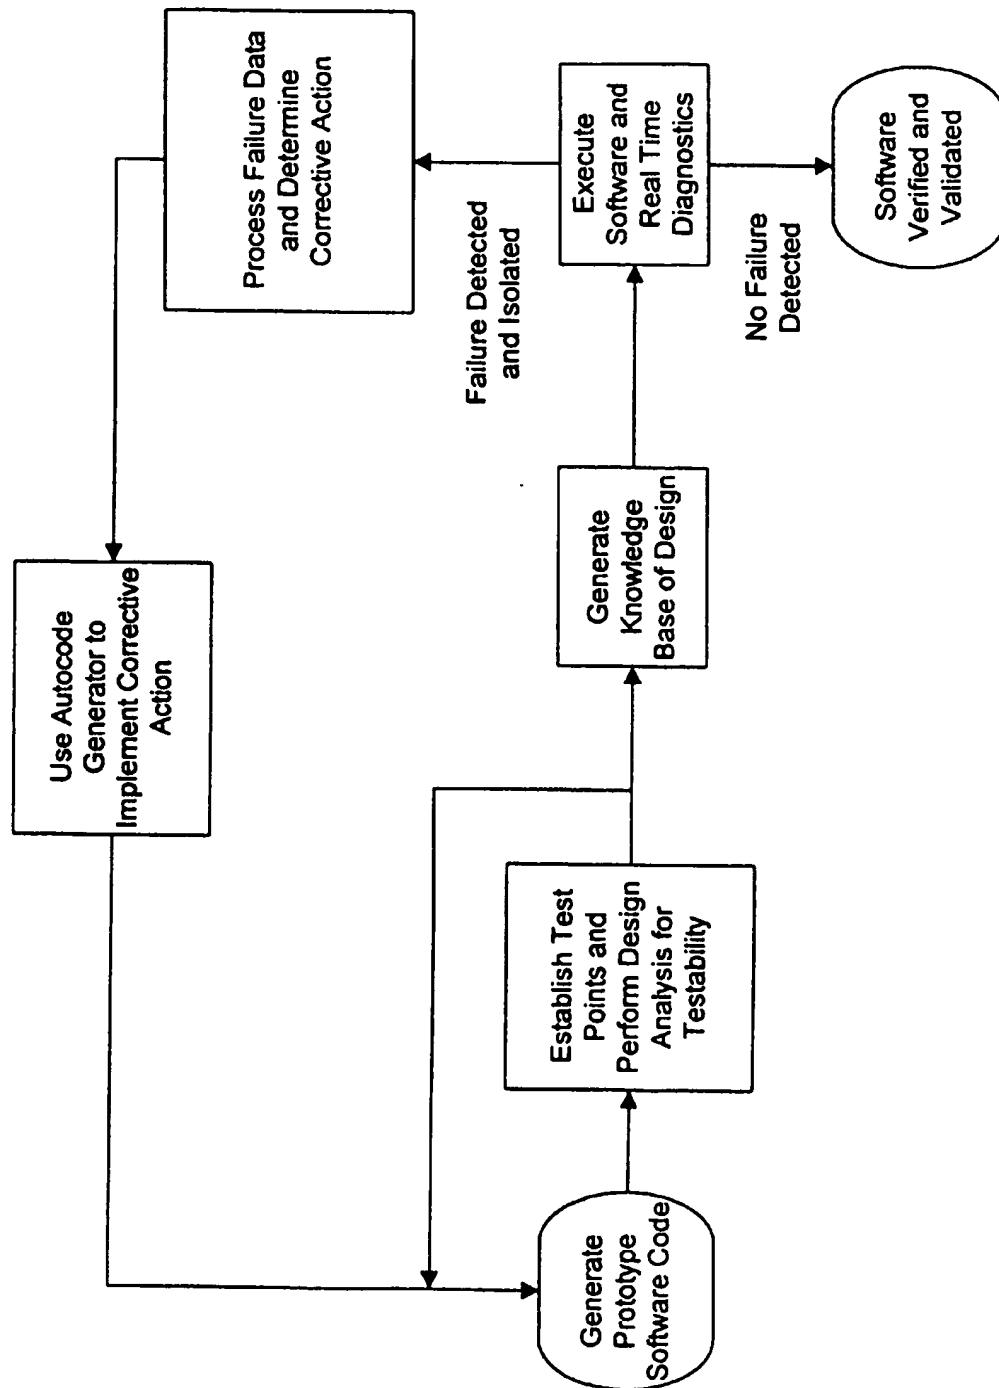 Process Failure Data
and Determine
Corrective Action
Use Autocode
Generator to
Implement Corrective
Action
Failure Detected
and Isolated
Execute
Software and
Real Time
Diagnostics
No Failure
Detected
Software
Verified and
Validated
Generate
Knowledge
Base of Design
Establish Test
Points and
Perform Design
Analysis for
Testability
Generate
Prototype
Software Code